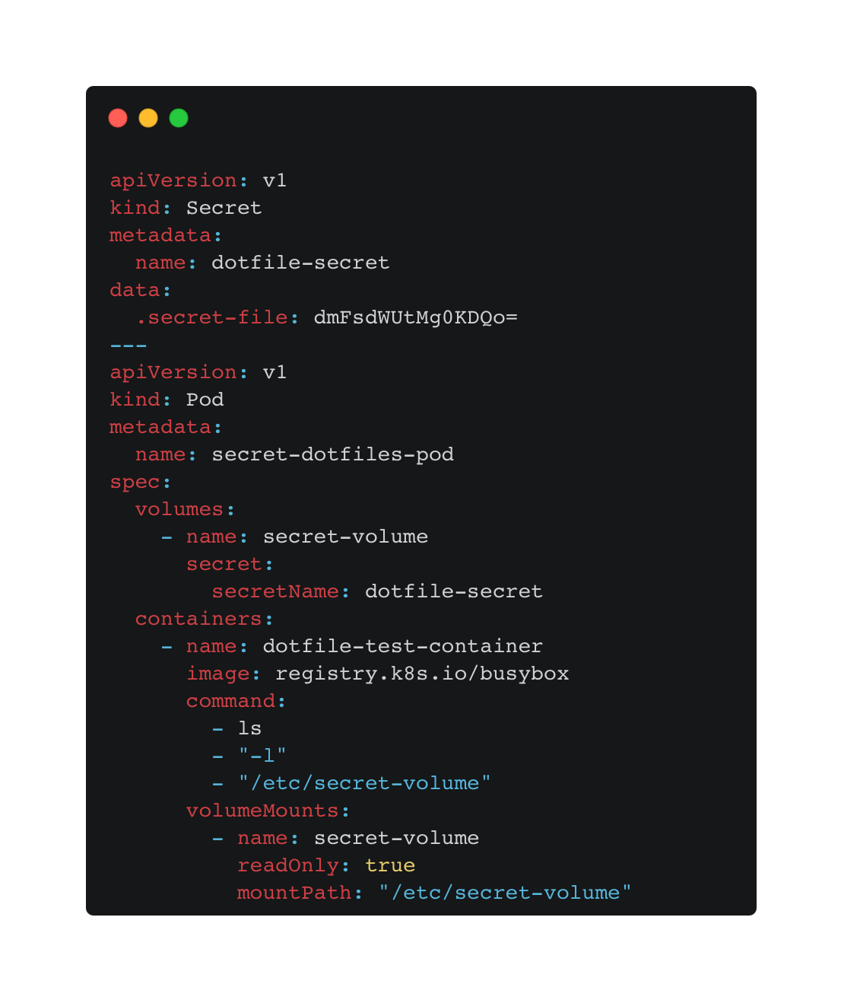 apiVersion: v1
kind: Secret
metadata:
  name: dotfile-secret
data:
  .secret-file: dmFsdWUtMg0KDQo=
---
apiVersion: v1
kind: Pod
metadata:
  name: secret-dotfiles-pod
spec:
  volumes:
    - name: secret-volume
      secret:
        secretName: dotfile-secret
  containers:
    - name: dotfile-test-container
      image: registry.k8s.io/busybox
      command:
        - ls
        - "-l"
        - "/etc/secret-volume"
      volumeMounts:
        - name: secret-volume
          readOnly: true
          mountPath: "/etc/secret-volume"